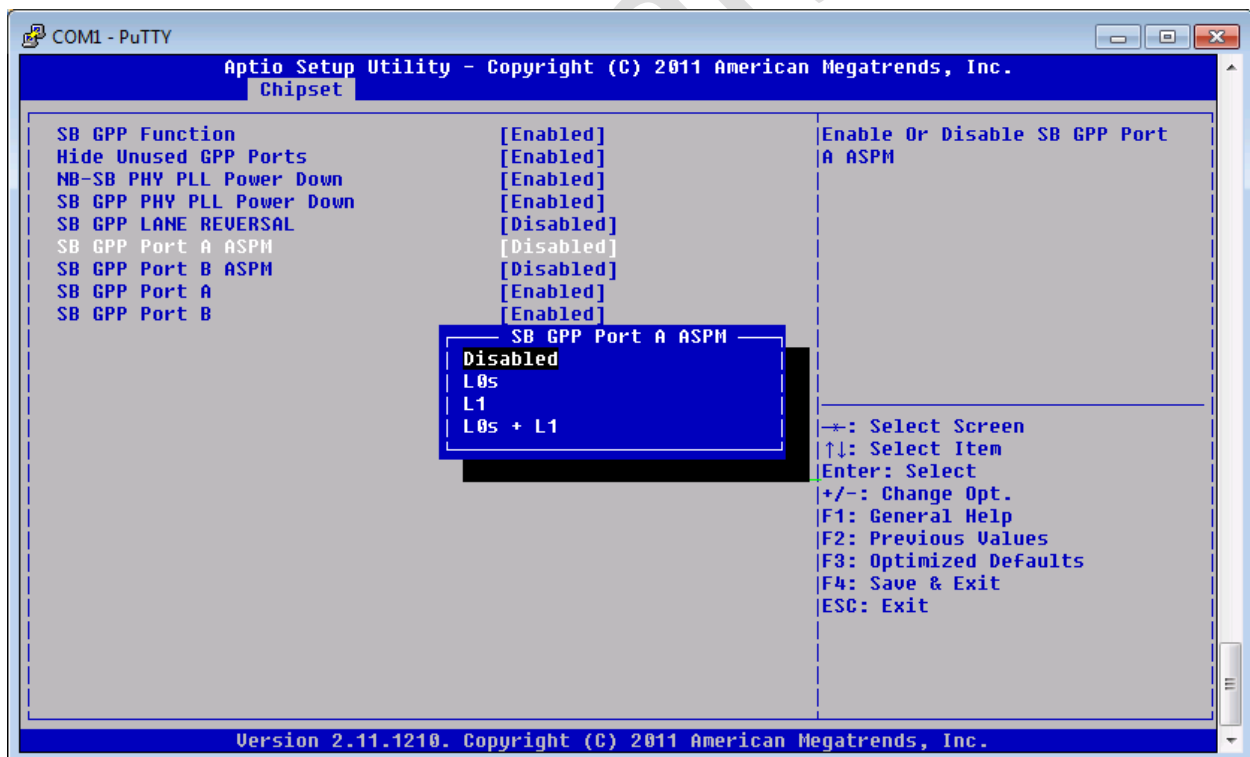 COM1 - PuTTY
Aptio Setup Utility - Copyright (C) 2011 American Megatrends, Inc.
Chipset
SB GPP Function [Enabled]
Hide Unused GPP Ports [Enabled]
NB-SB PHY PLL Power Down [Enabled]
SB GPP PHY PLL Power Down [Enabled]
SB GPP LANE REVERSAL [Disabled]
SB GPP Port A ASPM [Disabled]
SB GPP Port B ASPM [Disabled]
SB GPP Port A [Enabled]
SB GPP Port B [Enabled]
SB GPP Port A ASPM
Disabled
L0s
L1
L0s + L1
Enable Or Disable SB GPP Port
A ASPM
→←: Select Screen
↑↓: Select Item
Enter: Select
+/-: Change Opt.
F1: General Help
F2: Previous Values
F3: Optimized Defaults
F4: Save & Exit
ESC: Exit
Version 2.11.1210. Copyright (C) 2011 American Megatrends, Inc.